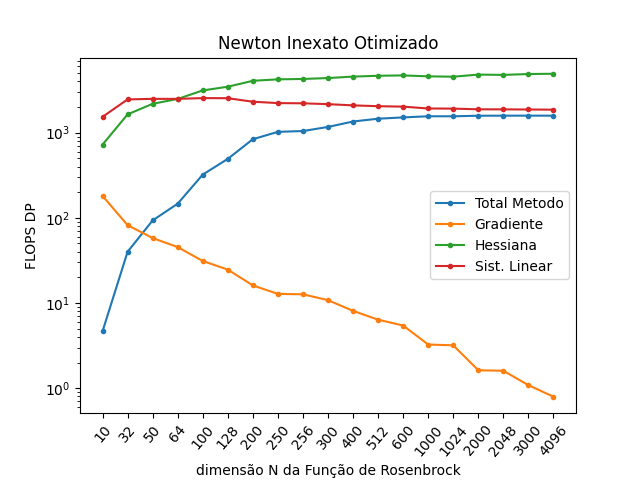 Newton Inexato Otimizado
FLOPS DP
10³
10²
10¹
10⁰
Total Metodo
Gradiente
Hessiana
Sist. Linear
10 32 50 64 100 128 200 250 256 300 400 512 600 1000 1024 2000 2048 3000 4096
dimensão N da Função de Rosenbrock